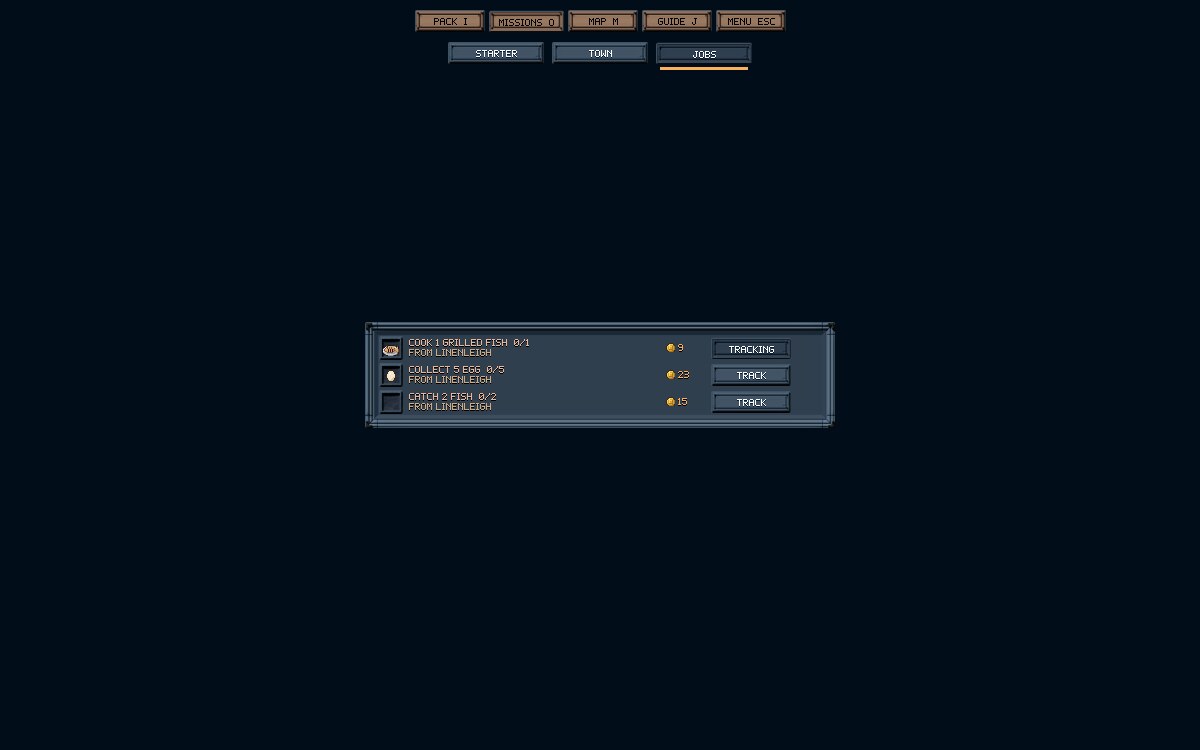 PACK I
MISSIONS O
MAP M
GUIDE J
MENU ESC
STARTER
TOWN
JOBS
COOK 1 GRILLED FISH 0/1
FROM LINENLEIGH
9
TRACKING
COLLECT 5 EGG 0/5
FROM LINENLEIGH
23
TRACK
CATCH 2 FISH 0/2
FROM LINENLEIGH
15
TRACK